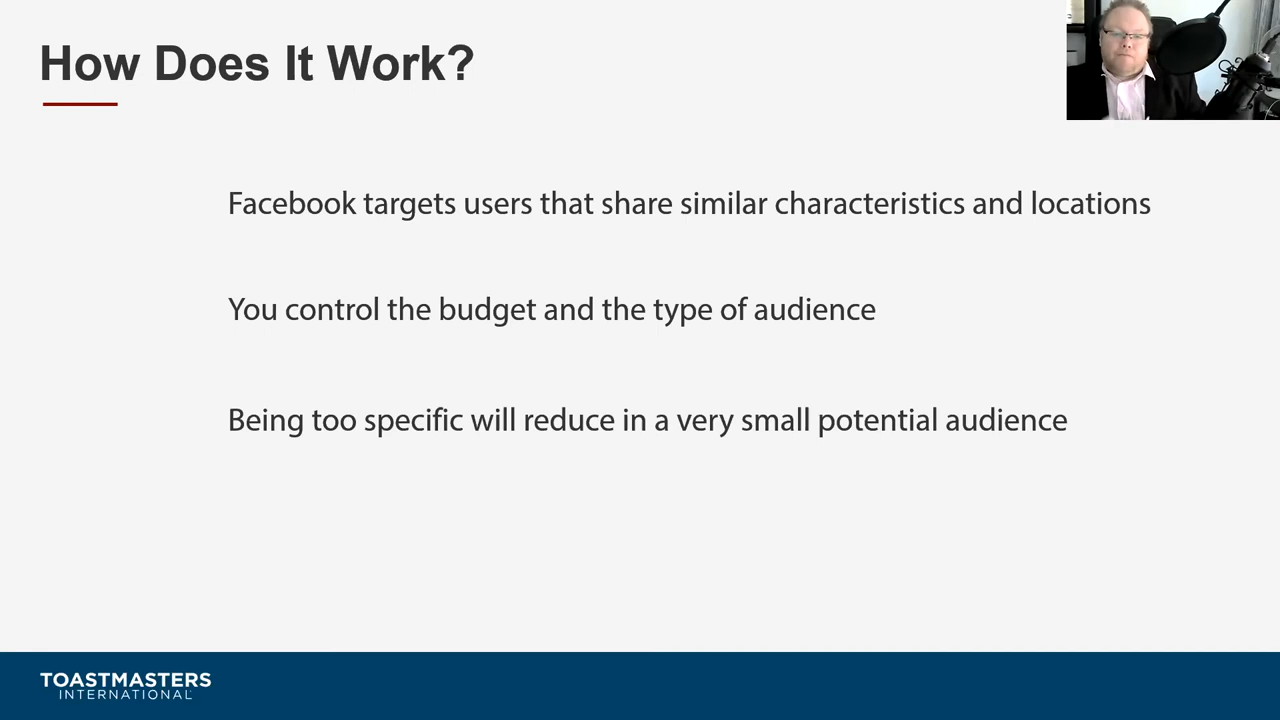 How Does It Work?
Facebook targets users that share similar characteristics and locations
You control the budget and the type of audience
Being too specific will reduce in a very small potential audience
TOASTMASTERS
INTERNATIONAL